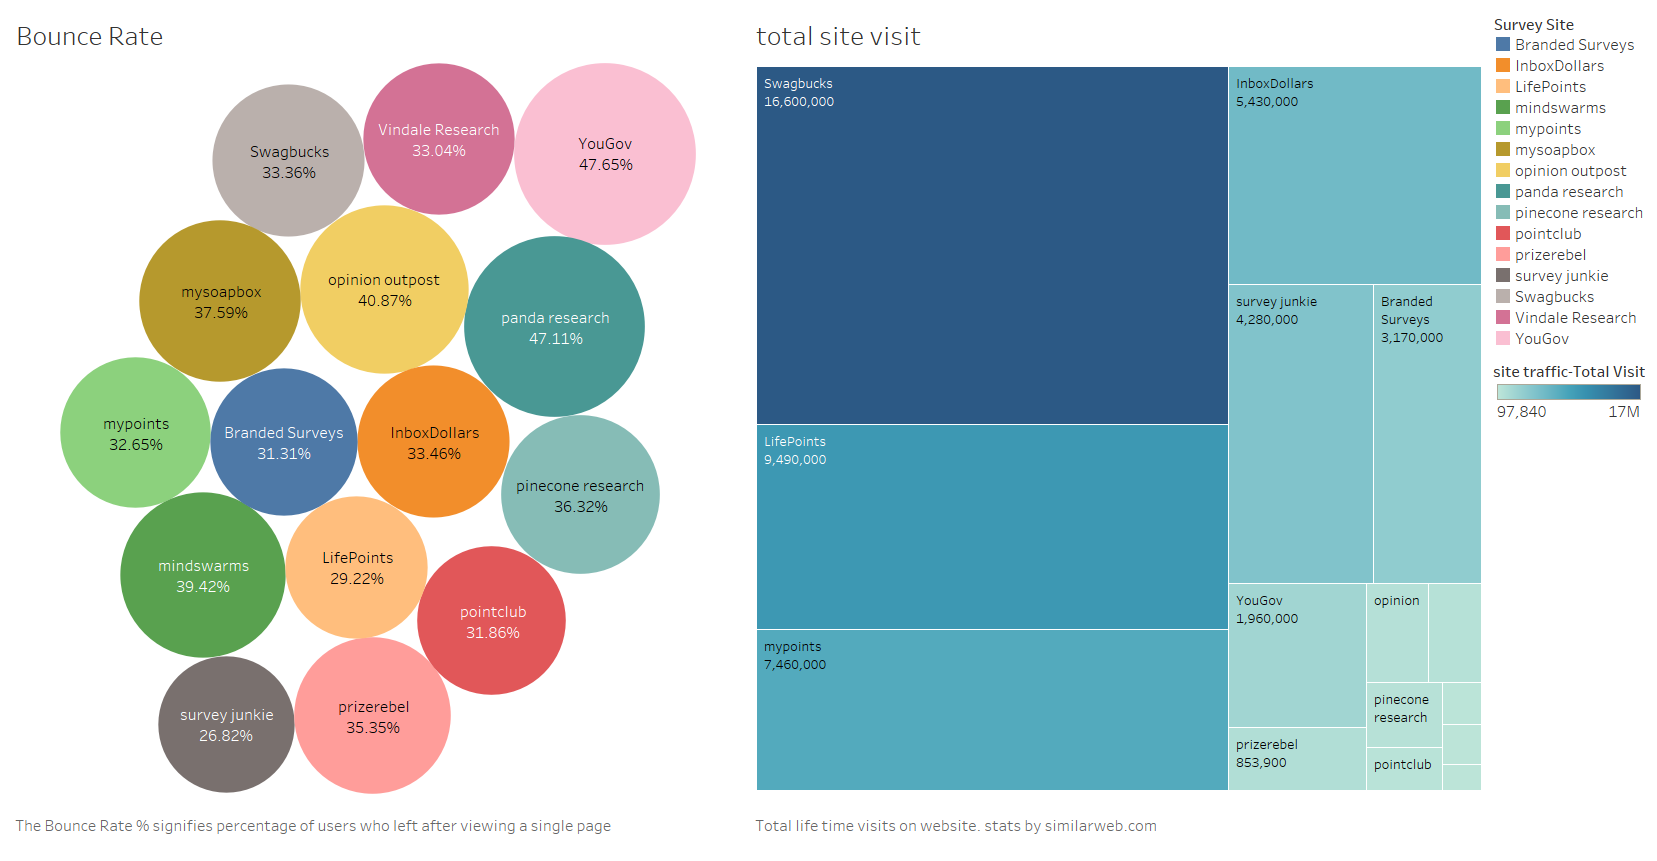 Bounce Rate
Swagbucks
33.36%
Vindale Research
33.04%
YouGov
47.65%
mysoapbox
37.59%
opinion outpost
40.87%
panda research
47.11%
mypoints
32.65%
Branded Surveys
31.31%
InboxDollars
33.46%
pinecone research
36.32%
mindswarms
39.42%
LifePoints
29.22%
pointclub
31.86%
survey junkie
26.82%
prizerebel
35.35%
The Bounce Rate % signifies percentage of users who left after viewing a single page
total site visit
Swagbucks
16,600,000
LifePoints
9,490,000
mypoints
7,460,000
InboxDollars
5,430,000
survey junkie
4,280,000
Branded
Surveys
3,170,000
YouGov
1,960,000
prizerebel
853,900
opinion
pinecone
research
pointclub
Total life time visits on website. stats by similarweb.com
Survey Site
Branded Surveys
InboxDollars
LifePoints
mindswarms
mypoints
mysoapbox
opinion outpost
panda research
pinecone research
pointclub
prizerebel
survey junkie
Swagbucks
Vindale Research
YouGov
site traffic-Total Visit
97,840
17M